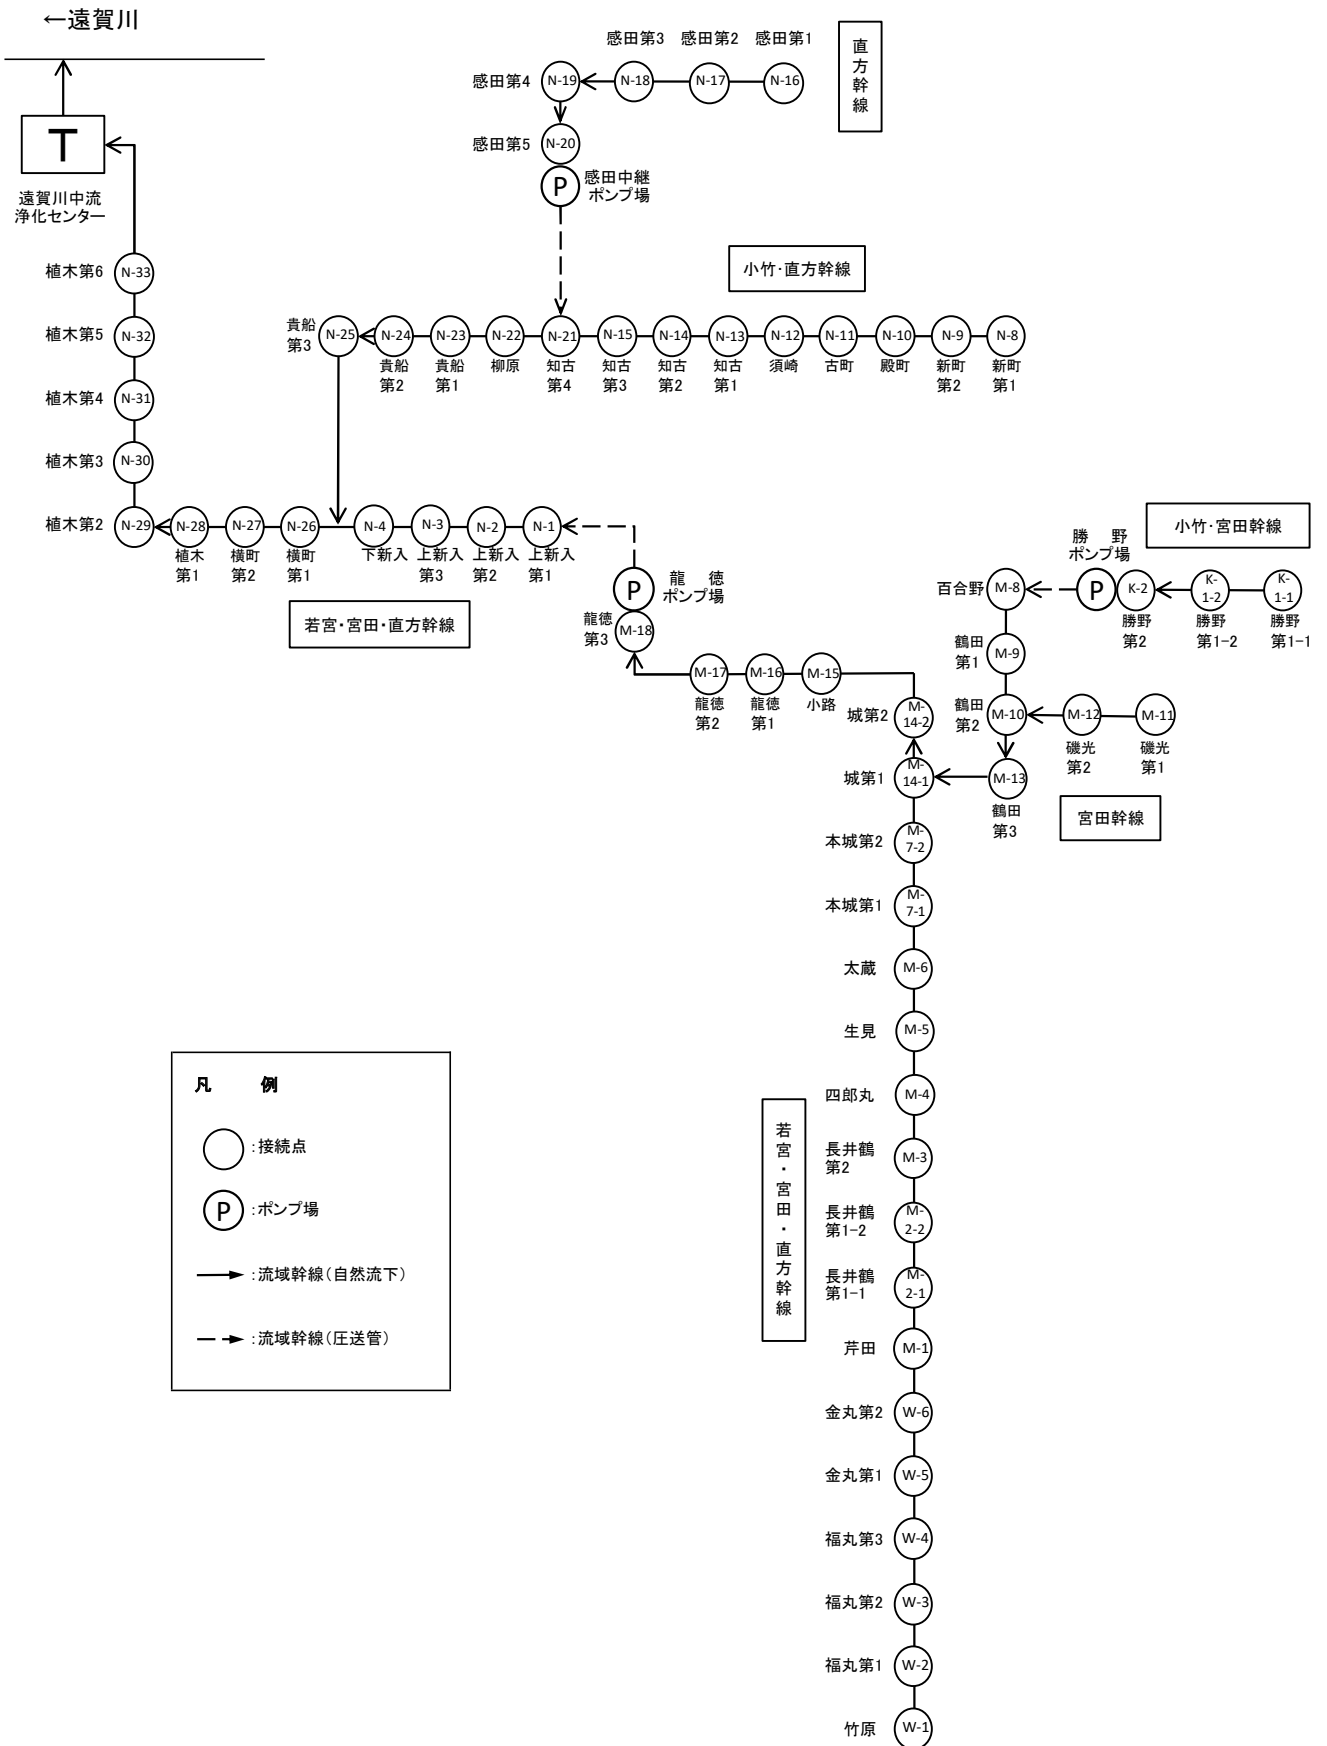 ←遠賀川
感田第3
感田第2
感田第1
直方幹線
感田第4
N-19
N-18
N-17
N-16
T
感田第5
N-20
遠賀川中流
浄化センター
P
感田中継
ポンプ場
小竹・直方幹線
植木第6
N-33
植木第5
N-32
貴船
第3
N-25
N-24
N-23
N-22
N-21
N-15
N-14
N-13
N-12
N-11
N-10
N-9
N-8
貴船
第2
貴船
第1
柳原
知古
第4
知古
第3
知古
第2
知古
第1
須崎
古町
殿町
新町
第2
新町
第1
植木第4
N-31
植木第3
N-30
植木第2
N-29
N-28
N-27
N-26
N-4
N-3
N-2
N-1
植木
第1
横町
第2
横町
第1
下新入
上新入
第3
上新入
第2
上新入
第1
小竹・宮田幹線
勝 野
ポンプ場
P
龍 徳
ポンプ場
百合野
M-8
P
K-2
K-
1-2
K-
1-1
勝野
第2
勝野
第1-2
勝野
第1-1
若宮・宮田・直方幹線
龍徳
第3
M-18
鶴田
第1
M-9
M-17
M-16
M-15
龍徳
第2
龍徳
第1
小路
城第2
M-
14-2
鶴田
第2
M-10
M-12
M-11
磯光
第2
磯光
第1
城第1
M-
14-1
M-13
鶴田
第3
宮田幹線
本城第2
M-
7-2
本城第1
M-
7-1
太蔵
M-6
生見
M-5
凡 例
:接続点
P
:ポンプ場
:流域幹線(自然流下)
:流域幹線(圧送管)
若宮・宮田・直方幹線
四郎丸
M-4
長井鶴
第2
M-3
長井鶴
第1-2
M-
2-2
長井鶴
第1-1
M-
2-1
芹田
M-1
金丸第2
W-6
金丸第1
W-5
福丸第3
W-4
福丸第2
W-3
福丸第1
W-2
竹原
W-1